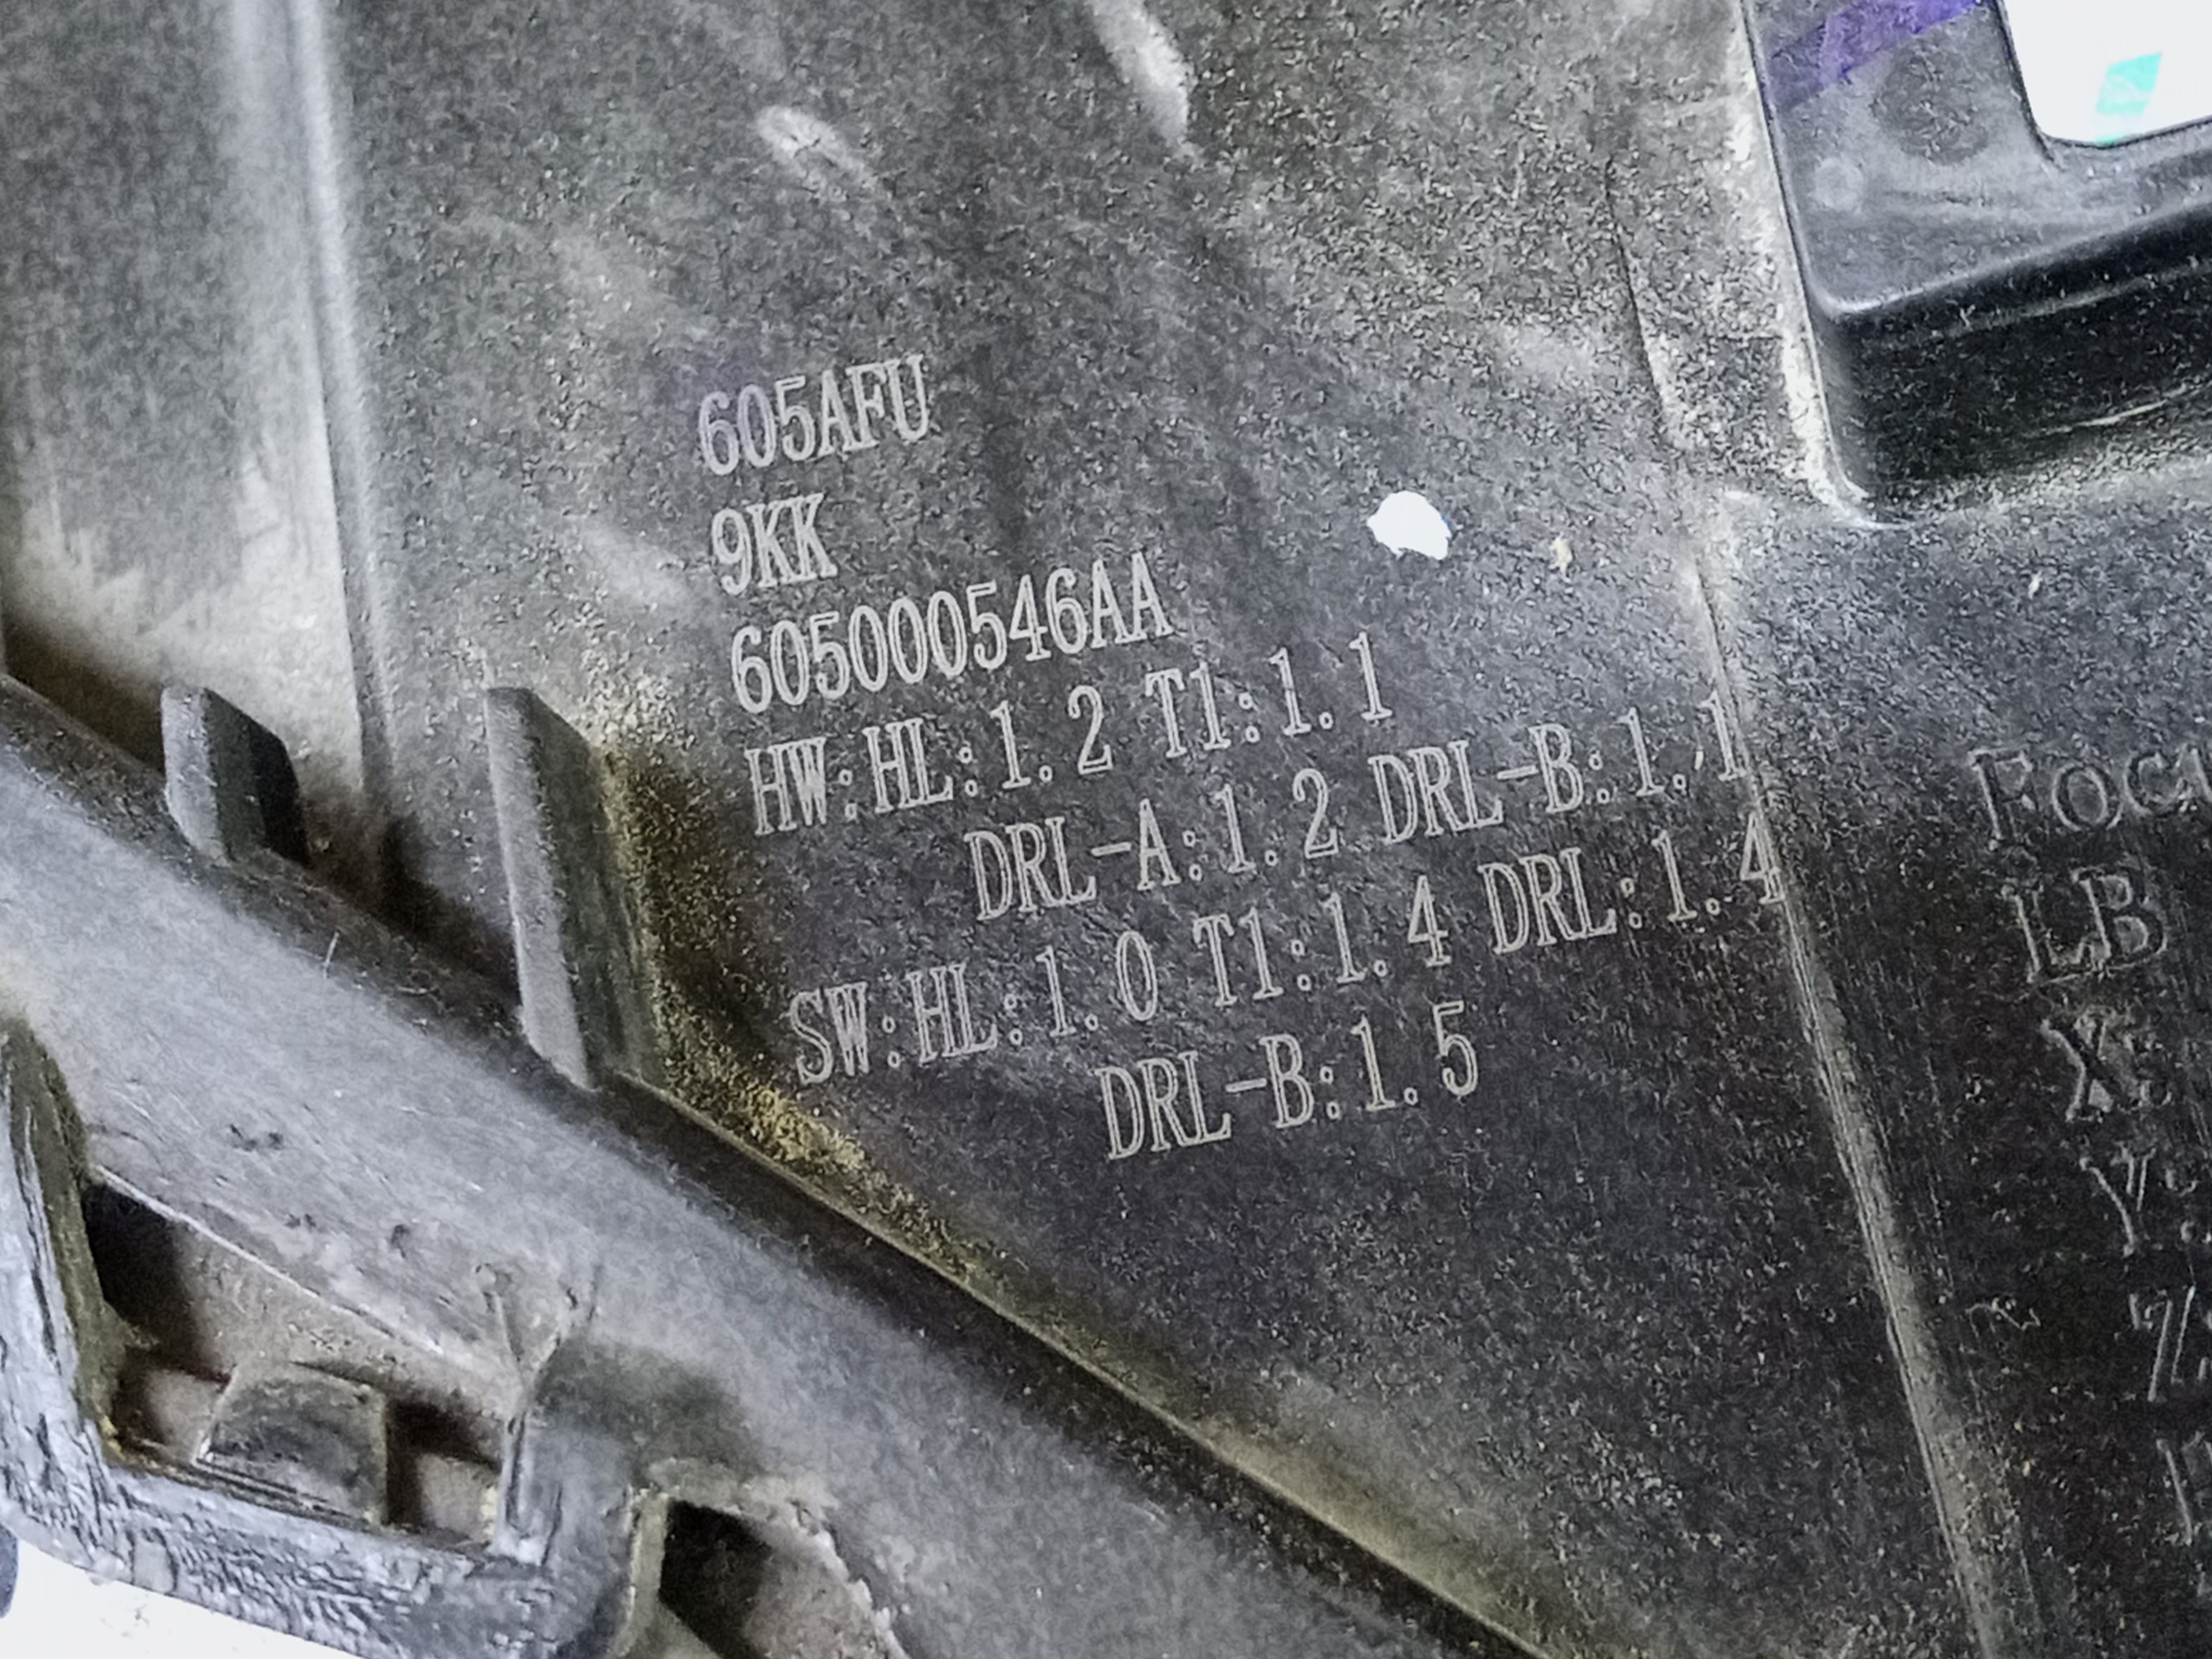 605AFU
9KK
605000546AA
HW:HL:1.2 T1:1.1
DRL-A:1.2 DRL-B:1.1
SW:HL:1.0 T1:1.4 DRL:1.4
DRL-B:1.5
LB